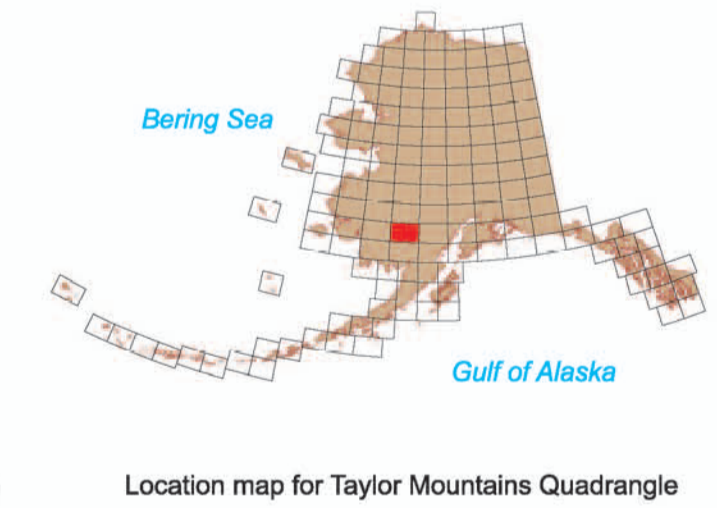 Bering Sea
Gulf of Alaska
Location map for Taylor Mountains Quadrangle